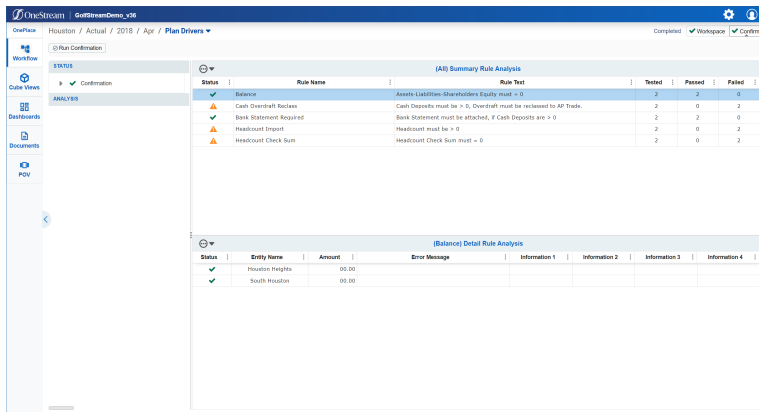 OneStream | GolfStreamDemo_v36
OnePlace
Houston / Actual / 2018 / Apr / Plan Drivers
Completed
Workspace
Confirm
Run Confirmation
Workflow
Cube Views
Dashboards
Documents
POV
STATUS
Confirmation
ANALYSIS
(All) Summary Rule Analysis
Status Rule Name Rule Text Tested Passed Failed
Balance Assets-Liabilities-Shareholders Equity must = 0 2 2 0
Cash Overdraft Reclass Cash Deposits must be > 0, Overdraft must be reclassed to AP Trade. 2 0 2
Bank Statement Required Bank Statement must be attached, if Cash Deposits are > 0 2 2 0
Headcount Import Headcount must be > 0 2 0 2
Headcount Check Sum Headcount Check Sum must = 0 2 0 2
(Balance) Detail Rule Analysis
Status Entity Name Amount Error Message Information 1 Information 2 Information 3 Information 4
Houston Heights 00.00
South Houston 00.00